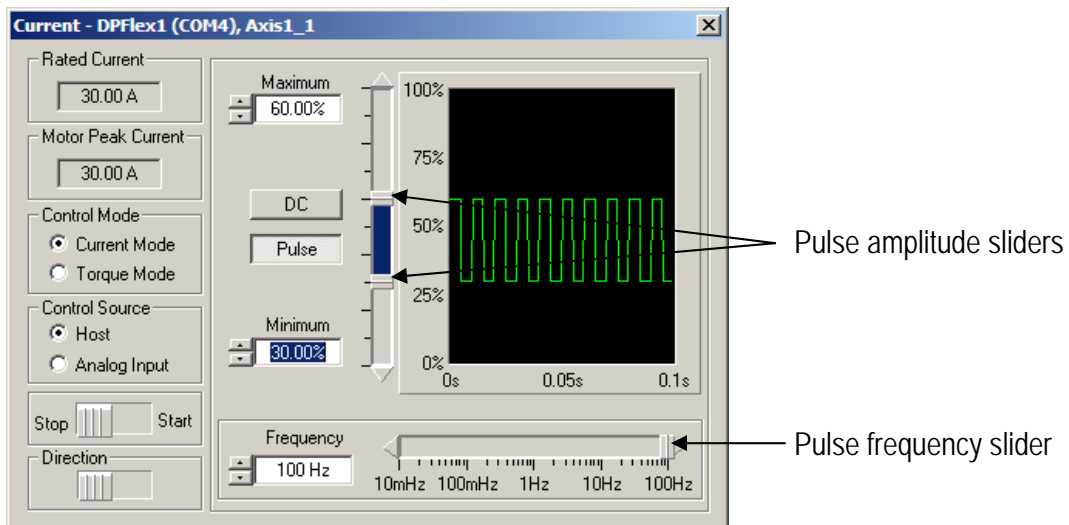 Current - DPFlex1 (COM4), Axis1_1
Rated Current
30.00 A
Motor Peak Current
30.00 A
Control Mode
Current Mode
Torque Mode
Control Source
Host
Analog Input
Stop Start
Direction
Maximum
60.00%
DC
Pulse
Minimum
30.00%
100%
75%
50%
25%
0%
0s 0.05s 0.1s
Frequency
100 Hz
10mHz 100mHz 1Hz 10Hz 100Hz
Pulse amplitude sliders
Pulse frequency slider